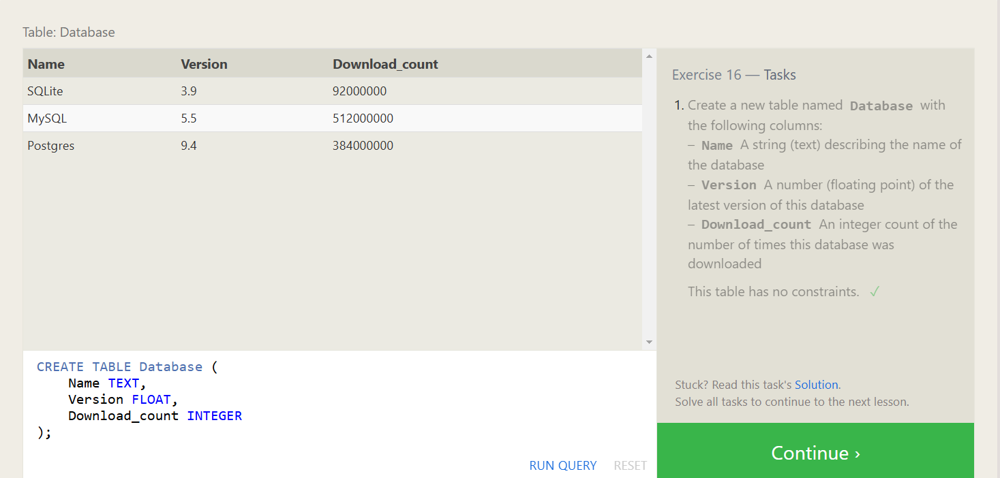 Table: Database
Name Version Download_count
SQLite 3.9 92000000
MySQL 5.5 512000000
Postgres 9.4 384000000
CREATE TABLE Database (
    Name TEXT,
    Version FLOAT,
    Download_count INTEGER
);
RUN QUERY RESET
Exercise 16 — Tasks
1. Create a new table named Database with
the following columns:
– Name A string (text) describing the name of
the database
– Version A number (floating point) of the
latest version of this database
– Download_count An integer count of the
number of times this database was
downloaded
This table has no constraints. ✓
Stuck? Read this task's Solution.
Solve all tasks to continue to the next lesson.
Continue ›